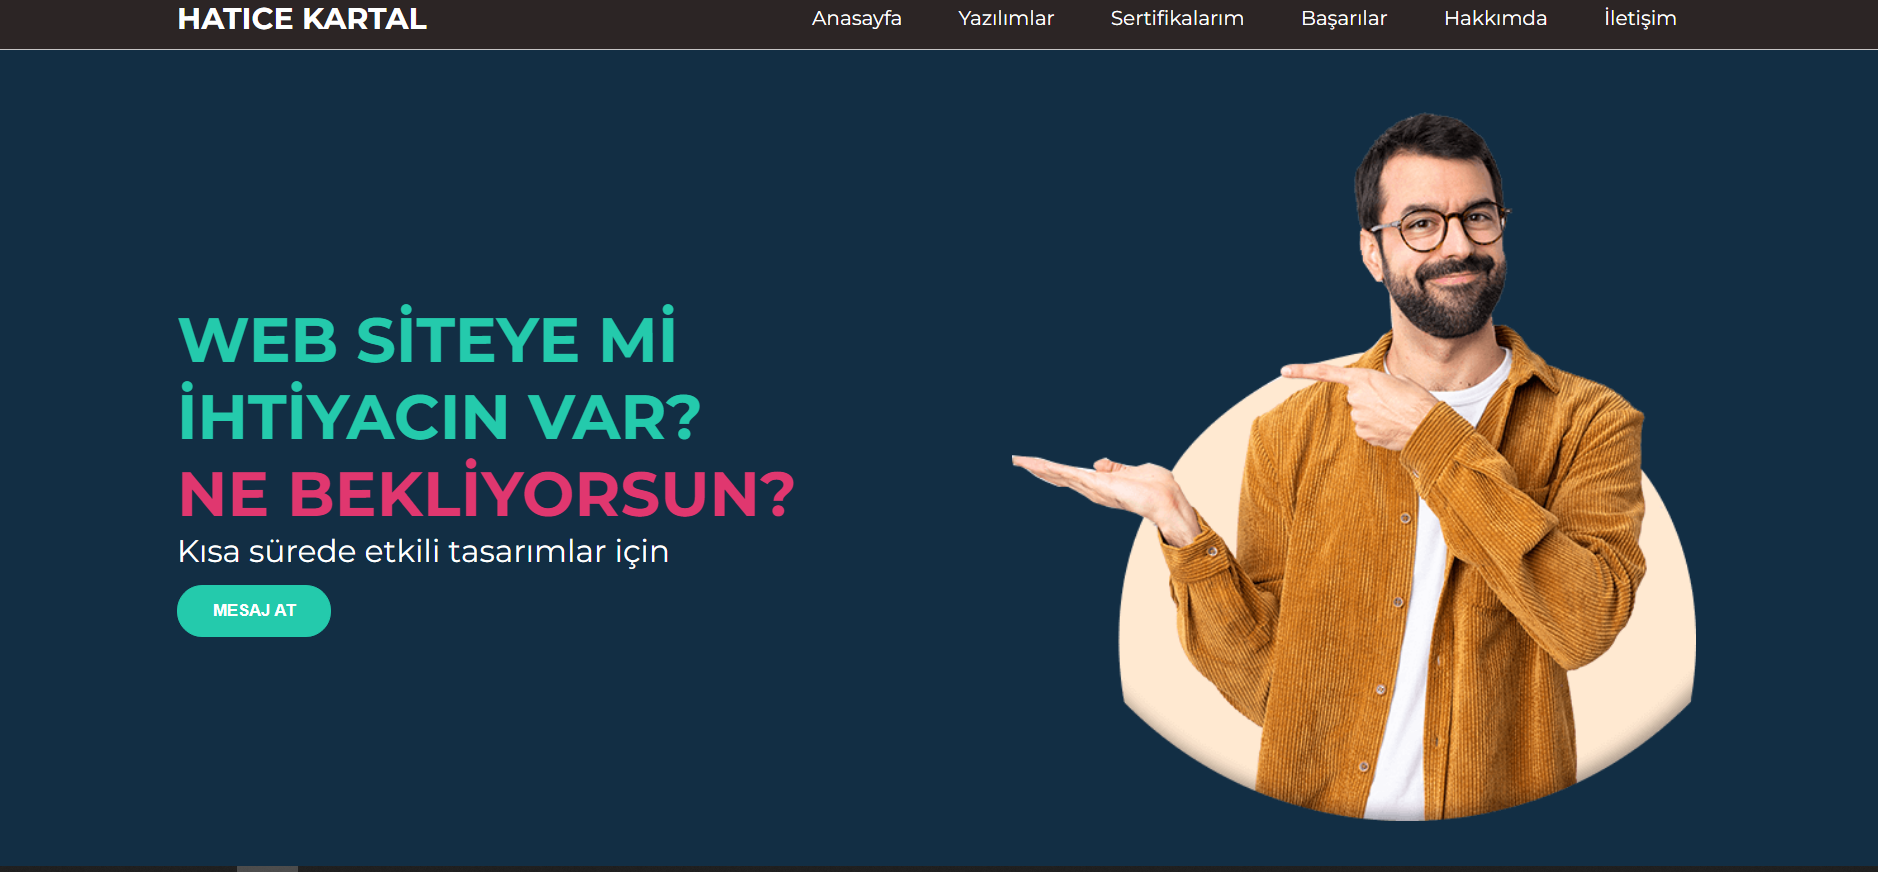 HATICE KARTAL
Anasayfa Yazılımlar Sertifikalarım Başarılar Hakkımda İletişim
WEB SİTEYE Mİ
İHTİYACIN VAR?
NE BEKLİYORSUN?
Kısa sürede etkili tasarımlar için
MESAJ AT